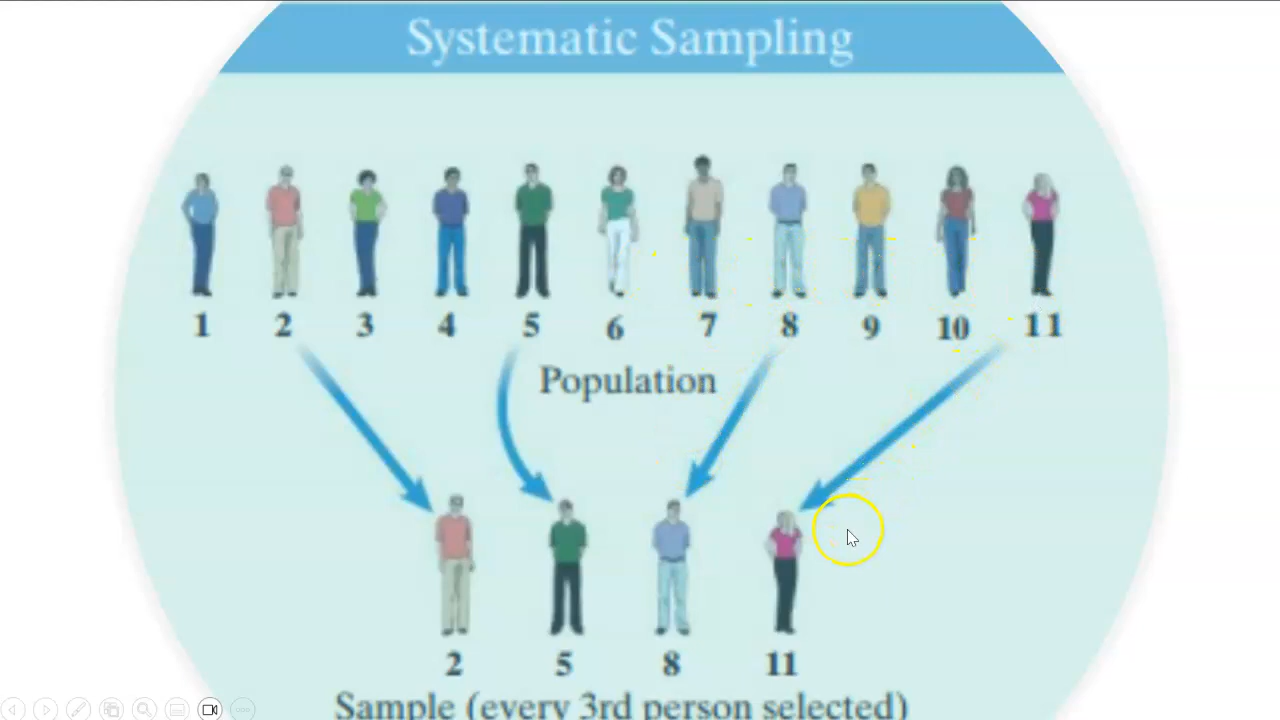 Systematic Sampling
1 2 3 4 5 6 7 8 9 10 11
Population
2 5 8 11
Sample (every 3rd person selected)